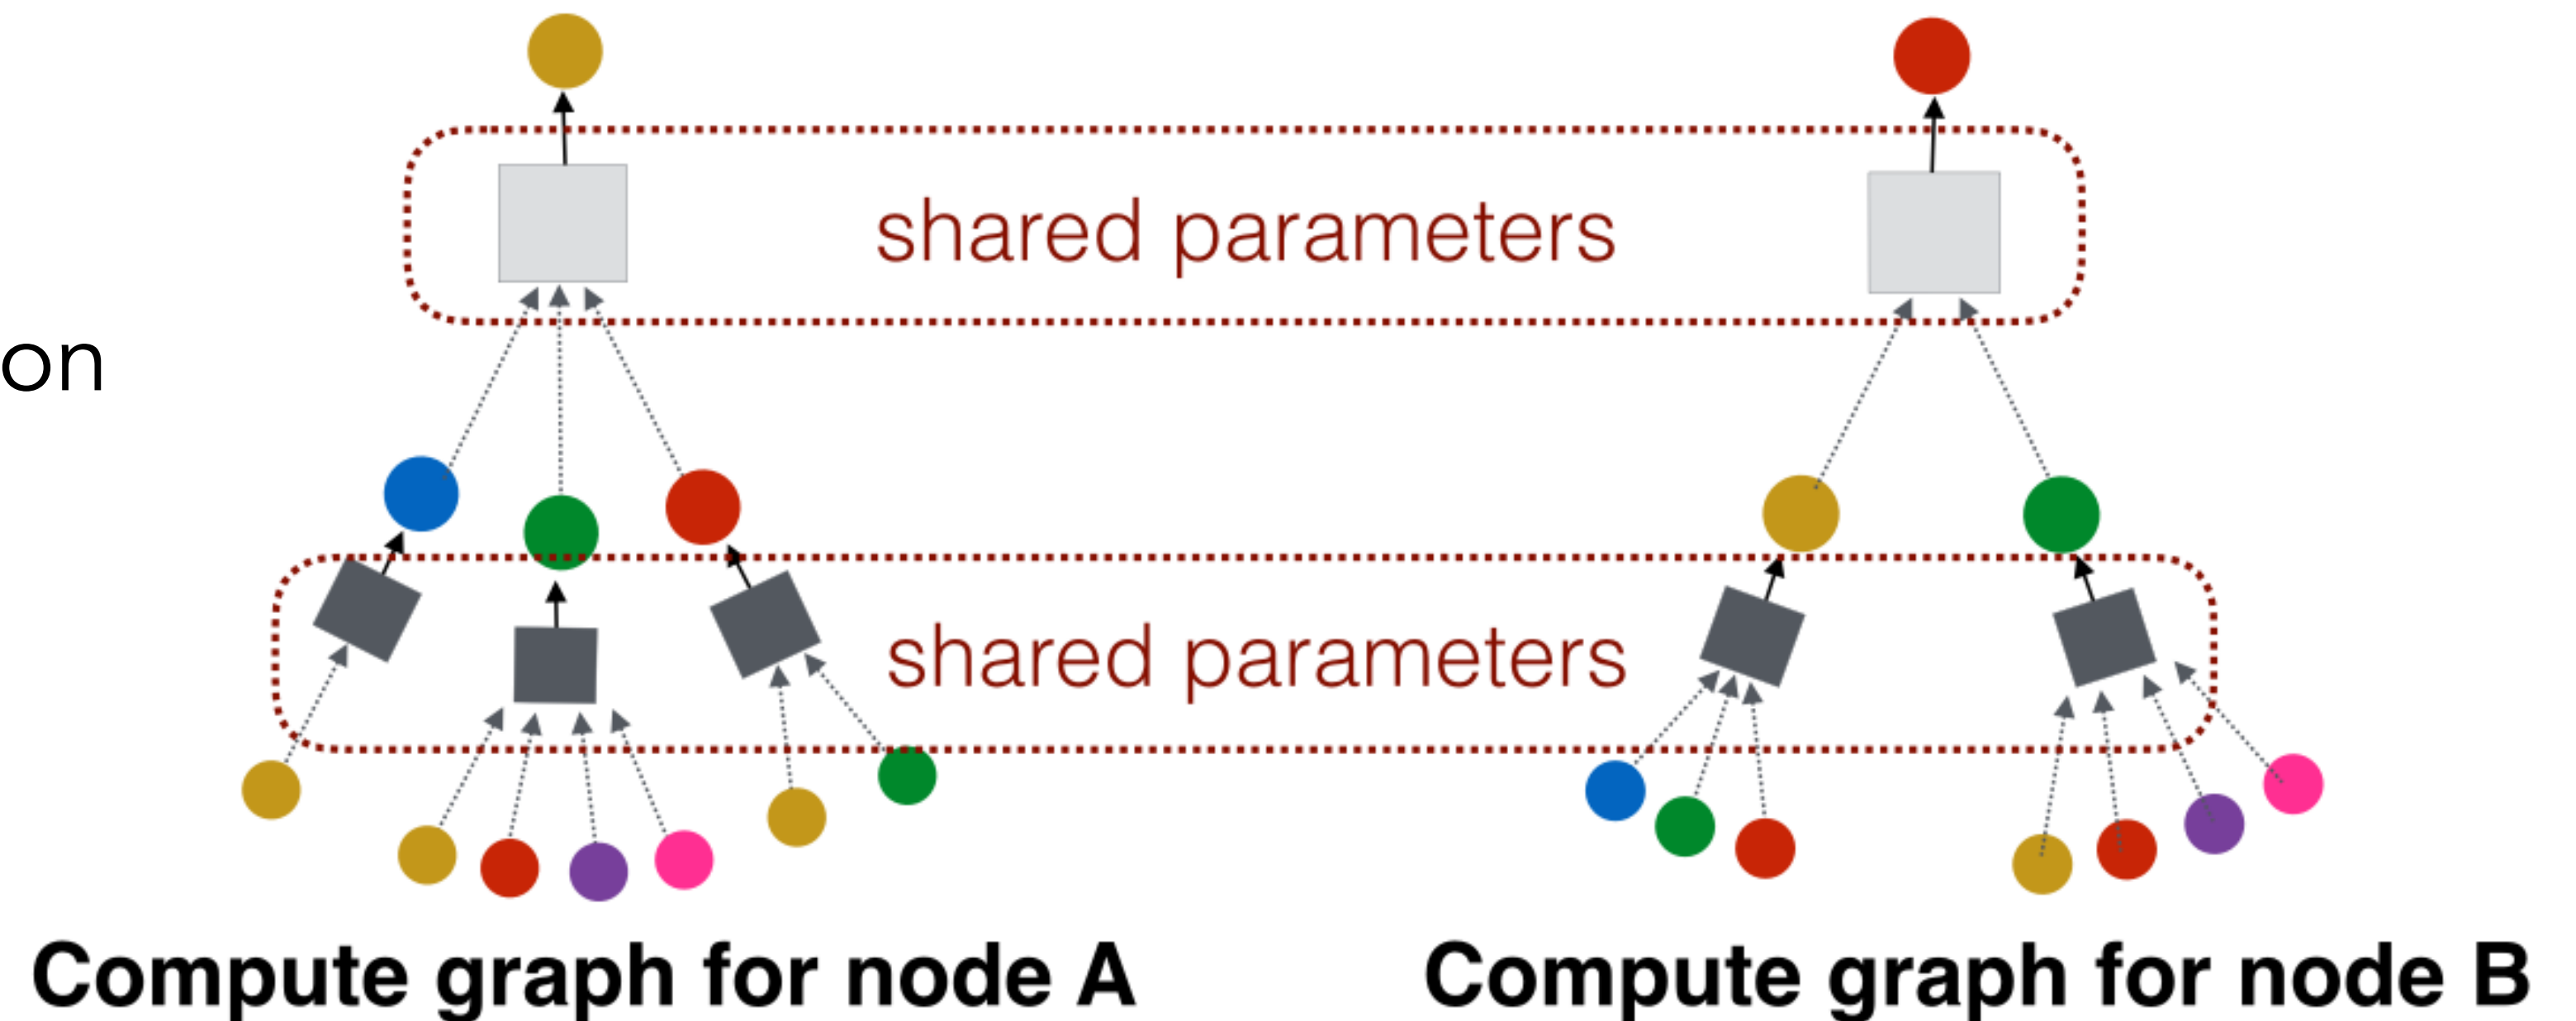 shared parameters
on
shared parameters
Compute graph for node A
Compute graph for node B